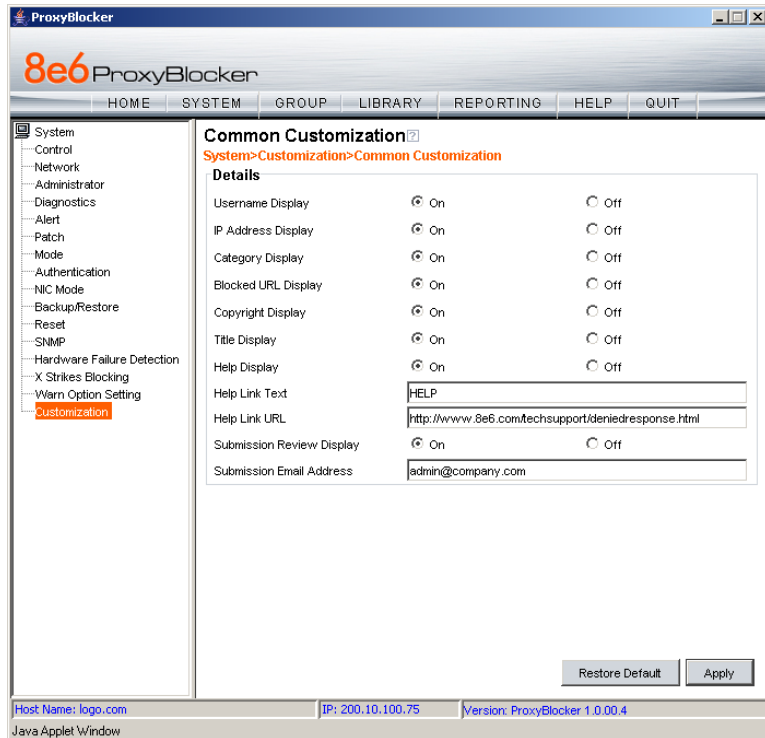 ProxyBlocker
8e6 ProxyBlocker
HOME SYSTEM GROUP LIBRARY REPORTING HELP QUIT
System
Control
Network
Administrator
Diagnostics
Alert
Patch
Mode
Authentication
NIC Mode
Backup/Restore
Reset
SNMP
Hardware Failure Detection
X Strikes Blocking
Warn Option Setting
Customization
Common Customization ?
System>Customization>Common Customization
Details
Username Display On Off
IP Address Display On Off
Category Display On Off
Blocked URL Display On Off
Copyright Display On Off
Title Display On Off
Help Display On Off
Help Link Text HELP
Help Link URL http://www.8e6.com/techsupport/deniedresponse.html
Submission Review Display On Off
Submission Email Address admin@company.com
Restore Default Apply
Host Name: logo.com IP: 200.10.100.75 Version: ProxyBlocker 1.0.00.4
Java Applet Window